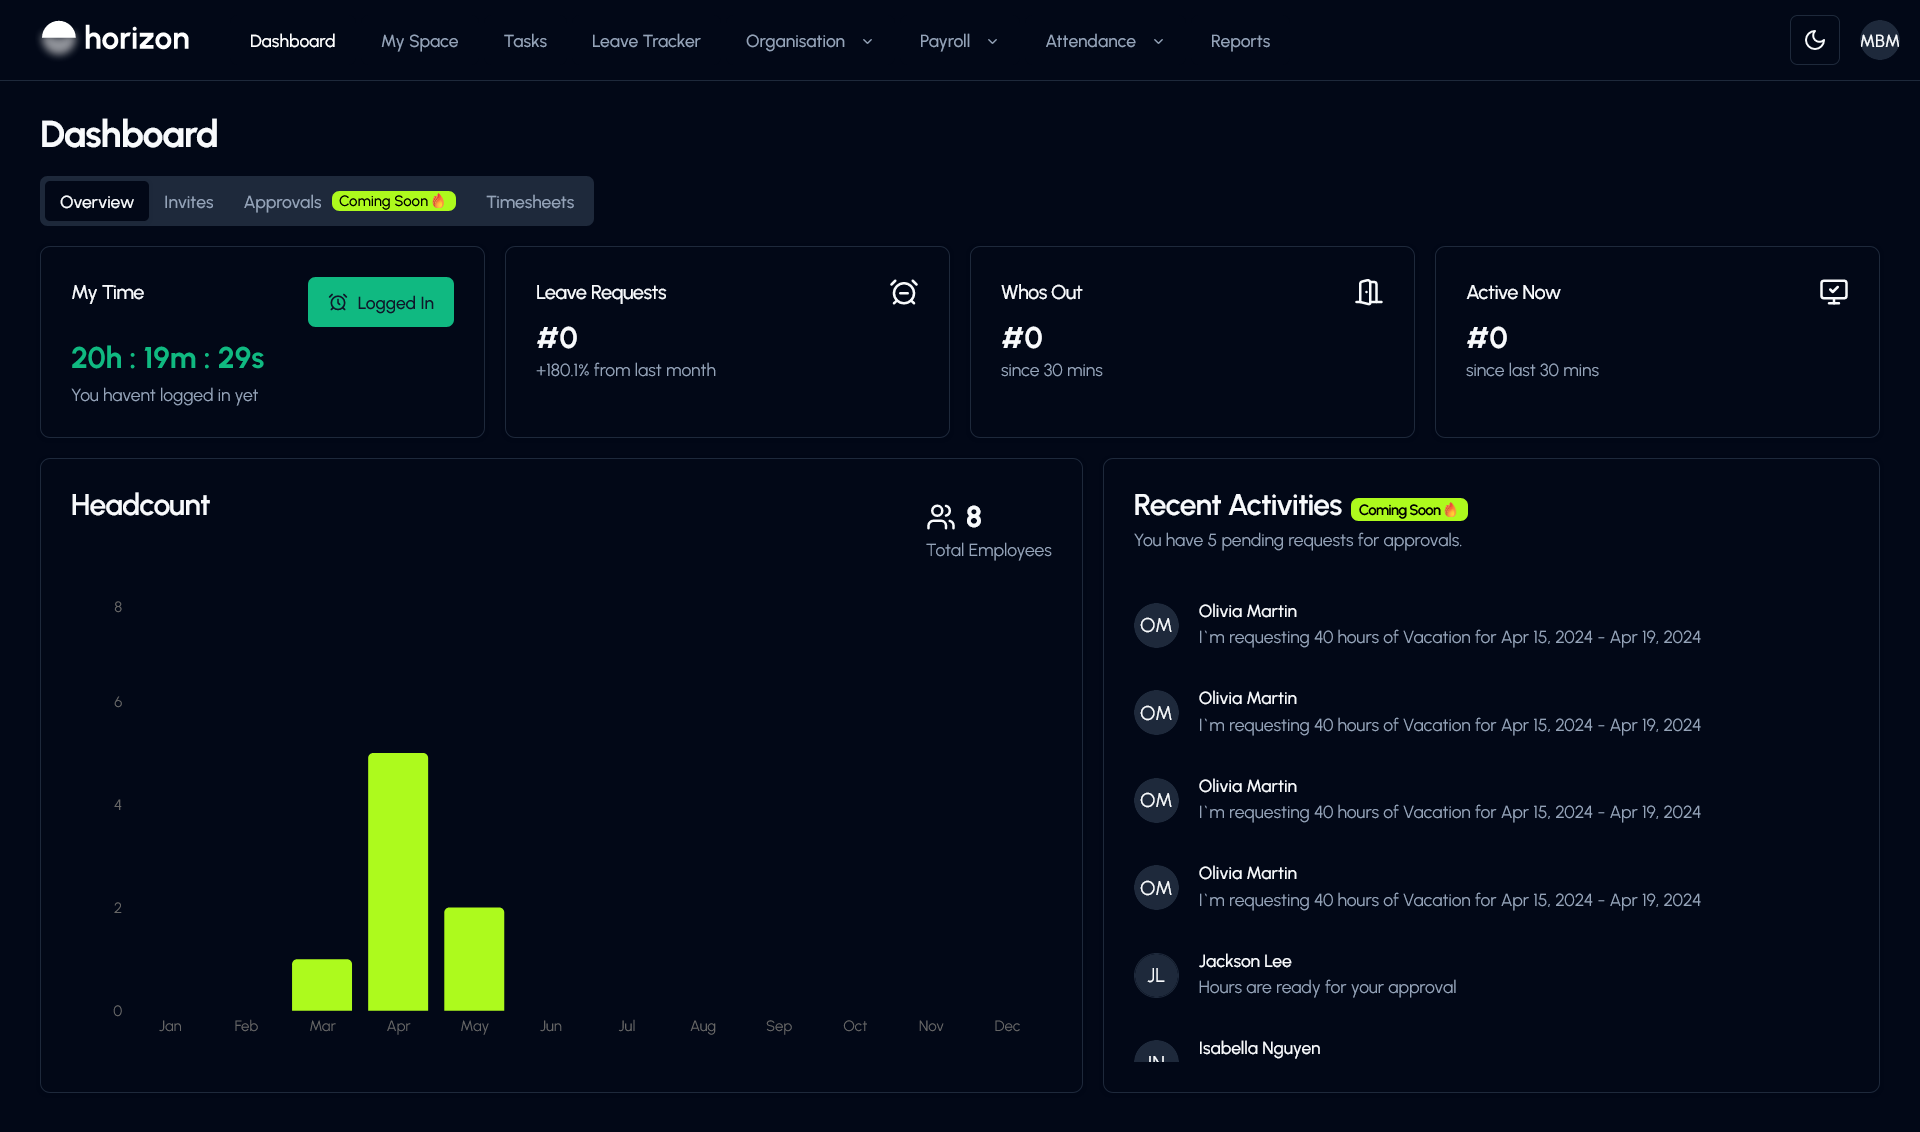 horizon
Dashboard
My Space
Tasks
Leave Tracker
Organisation
Payroll
Attendance
Reports
MBM
Dashboard
Overview
Invites
Approvals
Coming Soon🔥
Timesheets
My Time
Logged In
20h : 19m : 29s
You havent logged in yet
Leave Requests
#0
+180.1% from last month
Whos Out
#0
since 30 mins
Active Now
#0
since last 30 mins
Headcount
8
Total Employees
8
6
4
2
0
Jan
Feb
Mar
Apr
May
Jun
Jul
Aug
Sep
Oct
Nov
Dec
Recent Activities
Coming Soon🔥
You have 5 pending requests for approvals.
OM
Olivia Martin
I`m requesting 40 hours of Vacation for Apr 15, 2024 - Apr 19, 2024
OM
Olivia Martin
I`m requesting 40 hours of Vacation for Apr 15, 2024 - Apr 19, 2024
OM
Olivia Martin
I`m requesting 40 hours of Vacation for Apr 15, 2024 - Apr 19, 2024
OM
Olivia Martin
I`m requesting 40 hours of Vacation for Apr 15, 2024 - Apr 19, 2024
JL
Jackson Lee
Hours are ready for your approval
IN
Isabella Nguyen